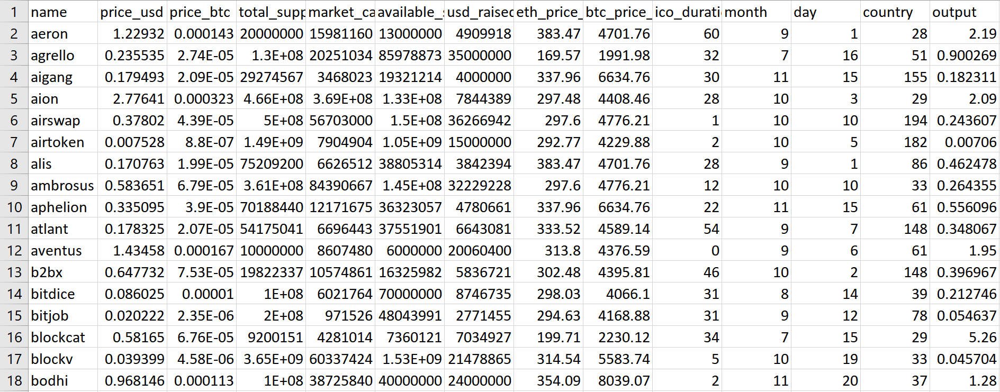 1 name price_usd price_btc total_supp market_ca available_s usd_raised eth_price_ btc_price_ ico_durati month day country output
2 aeron 1.22932 0.000143 20000000 15981160 13000000 4909918 383.47 4701.76 60 9 1 28 2.19
3 agrello 0.235535 2.74E-05 1.3E+08 20251034 85978873 35000000 169.57 1991.98 32 7 16 51 0.900269
4 aigang 0.179493 2.09E-05 29274567 3468023 19321214 4000000 337.96 6634.76 30 11 15 155 0.182311
5 aion 2.77641 0.000323 4.66E+08 3.69E+08 1.33E+08 7844389 297.48 4408.46 28 10 3 29 2.09
6 airswap 0.37802 4.39E-05 5E+08 56703000 1.5E+08 36266942 297.6 4776.21 1 10 10 194 0.243607
7 airtoken 0.007528 8.8E-07 1.49E+09 7904904 1.05E+09 15000000 292.77 4229.88 2 10 5 182 0.00706
8 alis 0.170763 1.99E-05 75209200 6626512 38805314 3842394 383.47 4701.76 28 9 1 86 0.462478
9 ambrosus 0.583651 6.79E-05 3.61E+08 84390667 1.45E+08 32229228 297.6 4776.21 12 10 10 33 0.264355
10 aphelion 0.335095 3.9E-05 70188440 12171675 36323057 4780661 337.96 6634.76 22 11 15 61 0.556096
11 atlant 0.178325 2.07E-05 54175041 6696443 37551901 6643081 333.52 4589.14 54 9 7 148 0.348067
12 aventus 1.43458 0.000167 10000000 8607480 6000000 20060400 313.8 4376.59 0 9 6 61 1.95
13 b2bx 0.647732 7.53E-05 19822337 10574861 16325982 5836721 302.48 4395.81 46 10 2 148 0.396967
14 bitdice 0.086025 0.00001 1E+08 6021764 70000000 8746735 298.03 4066.1 31 8 14 39 0.212746
15 bitjob 0.020222 2.35E-06 2E+08 971526 48043991 2771455 294.63 4168.88 31 9 12 78 0.054637
16 blockcat 0.58165 6.76E-05 9200151 4281014 7360121 7034927 199.71 2230.12 34 7 15 29 5.26
17 blockv 0.039399 4.58E-06 3.65E+09 60337424 1.53E+09 21478865 314.54 5583.74 5 10 19 33 0.045704
18 bodhi 0.968146 0.000113 1E+08 38725840 40000000 24000000 354.09 8039.07 2 11 20 37 1.28